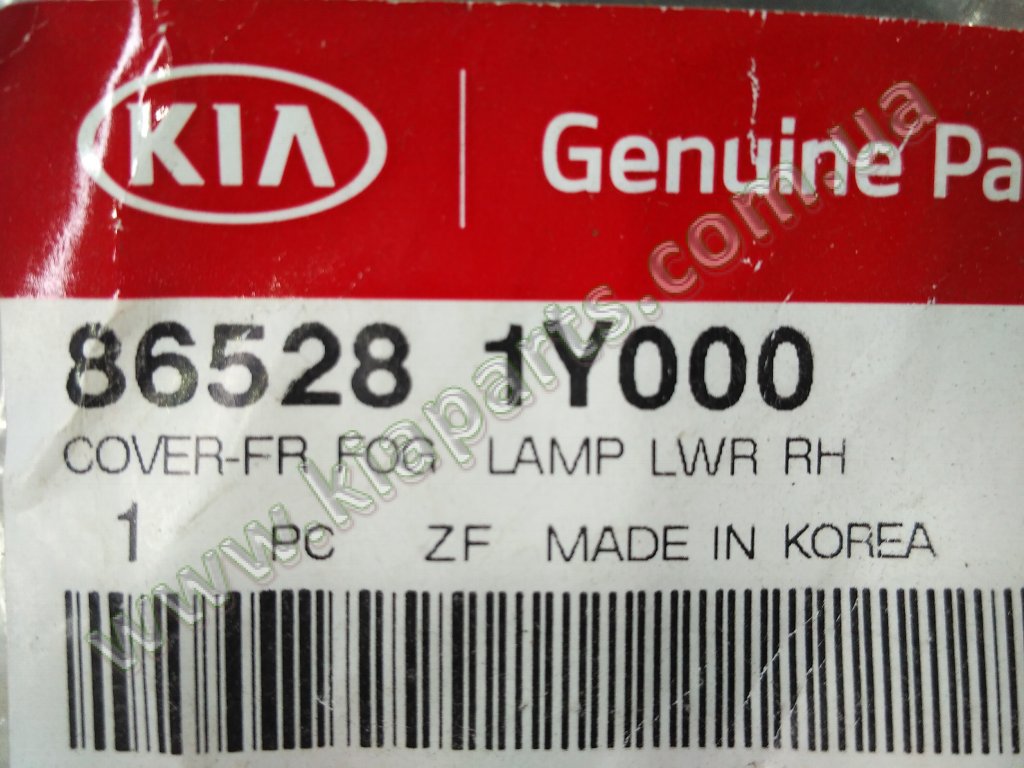 KIA Genuine Pa
86528 1Y000
COVER-FR FOG LAMP LWR RH
1 PC ZF MADE IN KOREA
www.kiaparts.com.ua